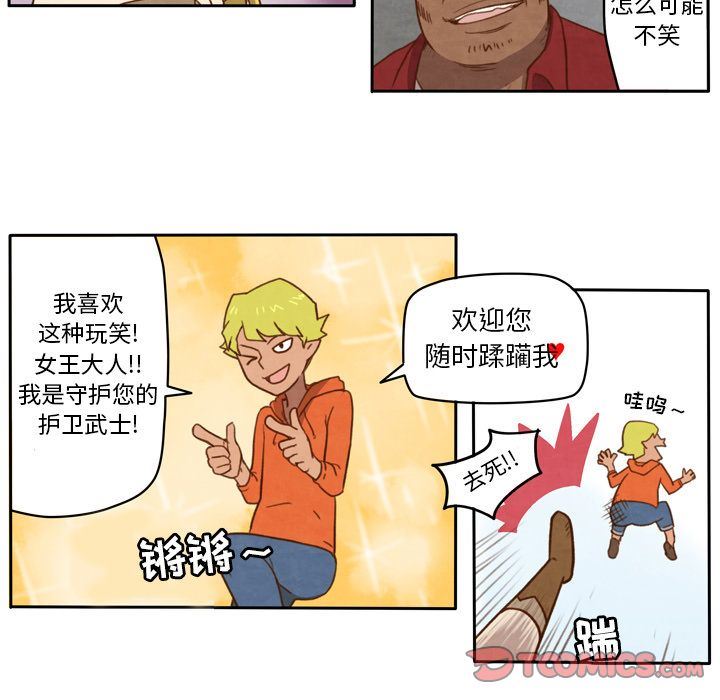 怎么可能
不笑
我喜欢
这种玩笑!
女王大人!!
我是守护您的
护卫武士!
锵锵~
欢迎您
随时蹂躏我♥
去死!!
哇呜~
踹
DTCOMICS.COM